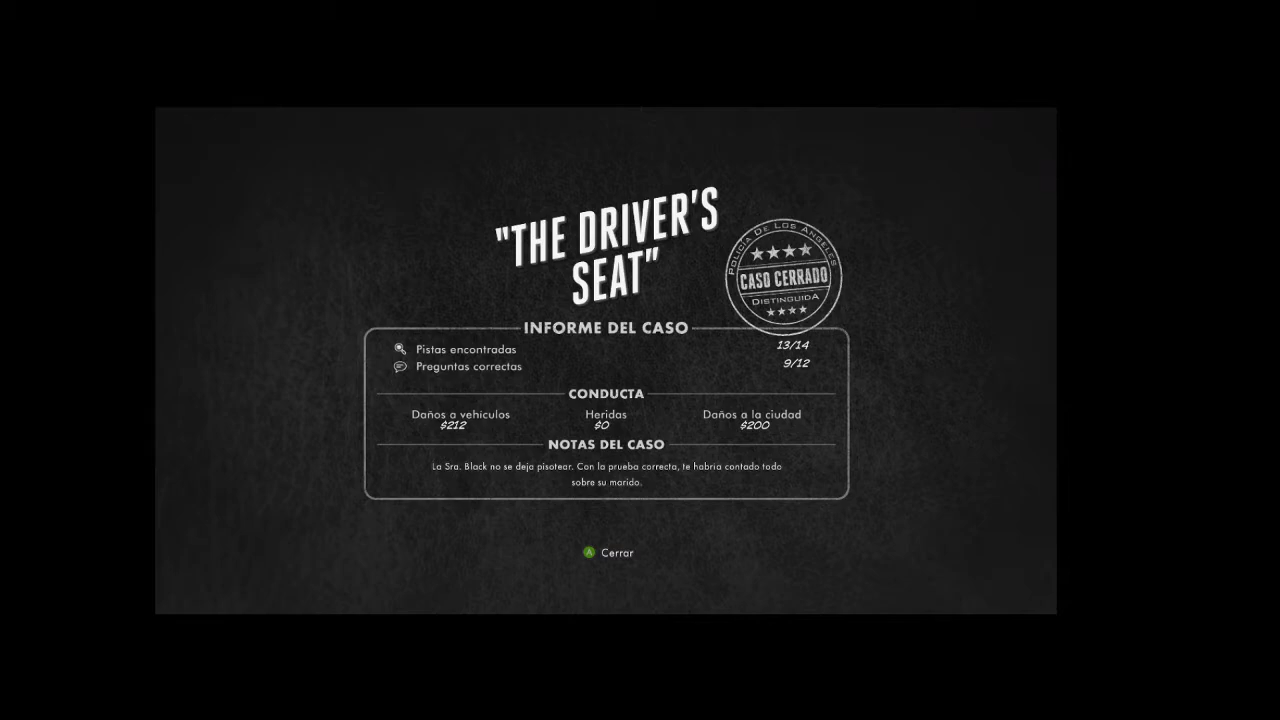 "THE DRIVER'S
SEAT"
POLICÍA DE LOS ANGELES
CASO CERRADO
DISTINGUIDA
INFORME DEL CASO
Pistas encontradas 13/14
Preguntas correctas 9/12
CONDUCTA
Daños a vehículos Heridas Daños a la ciudad
$212 $0 $200
NOTAS DEL CASO
La Sra. Black no se deja pisotear. Con la prueba correcta, te habría contado todo
sobre su marido.
A Cerrar